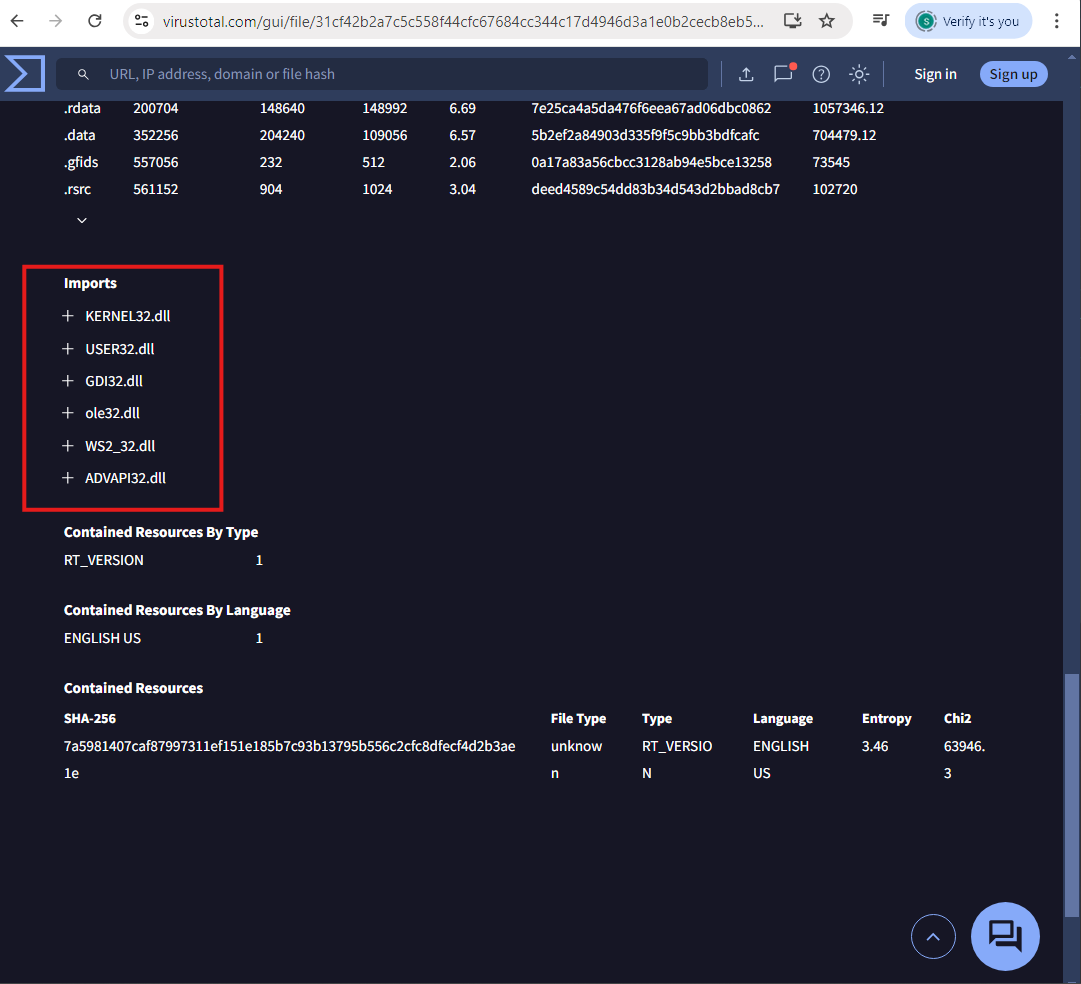 virustotal.com/gui/file/31cf42b2a7c5c558f44cfc67684cc344c17d4946d3a1e0b2cecb8eb5...
S Verify it's you
URL, IP address, domain or file hash
Sign in
Sign up
.rdata 200704 148640 148992 6.69 7e25ca4a5da476f6eea67ad06dbc0862 1057346.12
.data 352256 204240 109056 6.57 5b2ef2a84903d335f9f5c9bb3bdfcafc 704479.12
.gfids 557056 232 512 2.06 0a17a83a56cbcc3128ab94e5bce13258 73545
.rsrc 561152 904 1024 3.04 deed4589c54dd83b34d543d2bbad8cb7 102720
Imports
KERNEL32.dll
USER32.dll
GDI32.dll
ole32.dll
WS2_32.dll
ADVAPI32.dll
Contained Resources By Type
RT_VERSION 1
Contained Resources By Language
ENGLISH US 1
Contained Resources
SHA-256 File Type Type Language Entropy Chi2
7a5981407caf87997311ef151e185b7c93b13795b556c2cfc8dfecf4d2b3ae unknow RT_VERSIO ENGLISH 3.46 63946.
1e n N US 3